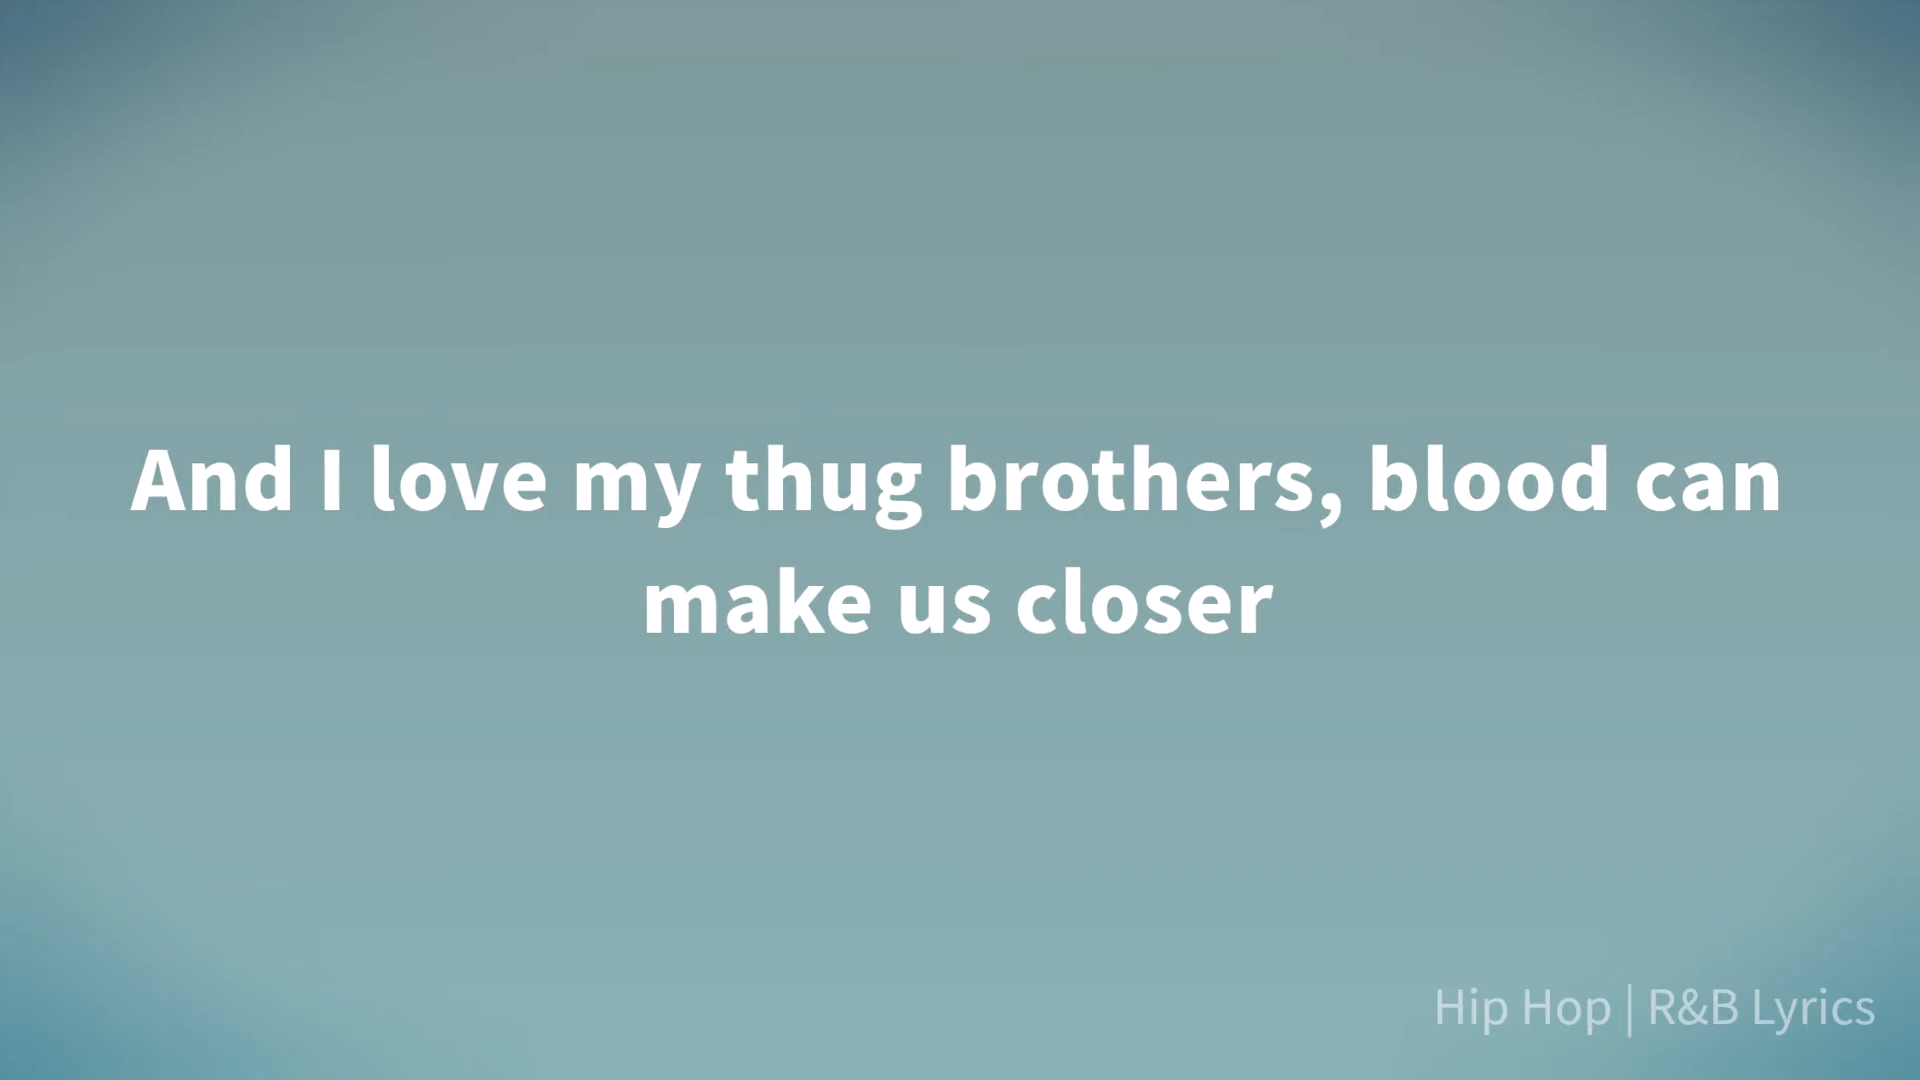 And I love my thug brothers, blood can
make us closer
Hip Hop | R&B Lyrics